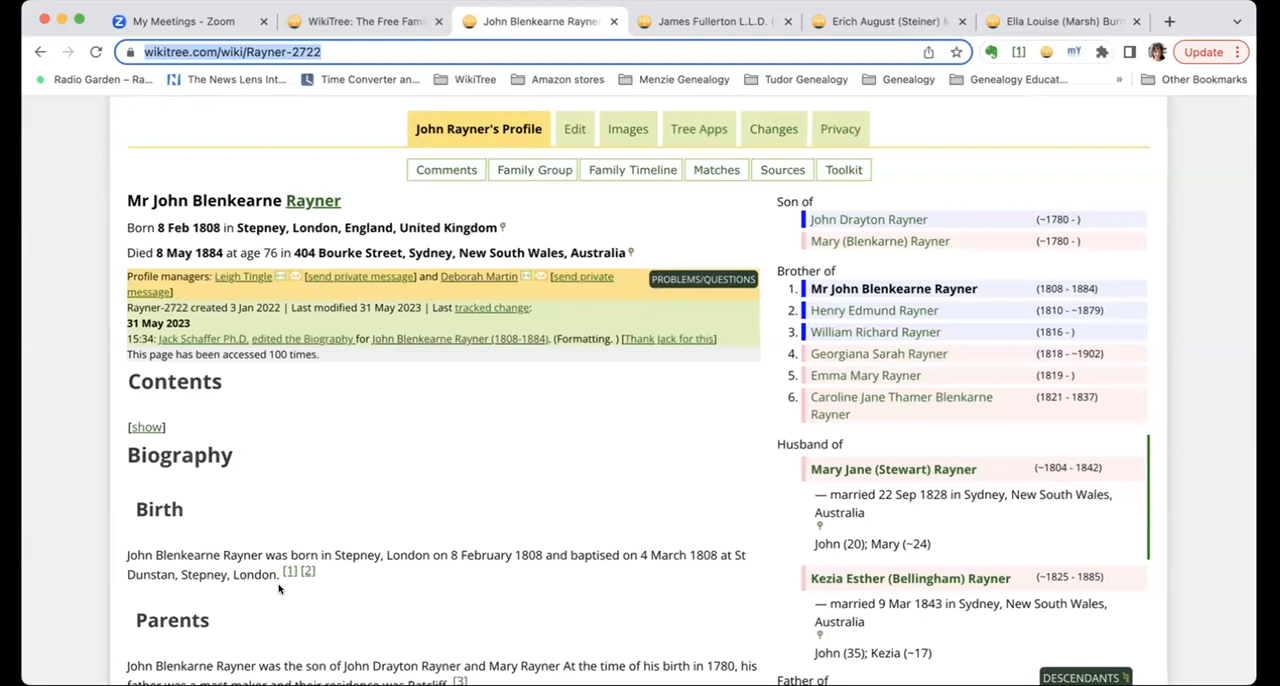 My Meetings - Zoom
WikiTree: The Free Fam
John Blenkearne Rayne
James Fullerton L.L.D. (
Erich August (Steiner) M
Ella Louise (Marsh) Burn
wikitree.com/wiki/Rayner-2722
Update
Radio Garden – Ra...
The News Lens Int...
Time Converter an...
WikiTree
Amazon stores
Menzie Genealogy
Tudor Genealogy
Genealogy
Genealogy Educat...
»
Other Bookmarks
John Rayner's Profile
Edit
Images
Tree Apps
Changes
Privacy
Comments
Family Group
Family Timeline
Matches
Sources
Toolkit
Mr John Blenkearne Rayner
Born 8 Feb 1808 in Stepney, London, England, United Kingdom
Died 8 May 1884 at age 76 in 404 Bourke Street, Sydney, New South Wales, Australia
Profile managers: Leigh Tingle [send private message] and Deborah Martin [send private
message]
PROBLEMS/QUESTIONS
Rayner-2722 created 3 Jan 2022 | Last modified 31 May 2023 | Last tracked change:
31 May 2023
15:34: Jack Schaffer Ph.D. edited the Biography for John Blenkearne Rayner (1808-1884). (Formatting. ) [Thank Jack for this]
This page has been accessed 100 times.
Contents
[show]
Biography
Birth
John Blenkearne Rayner was born in Stepney, London on 8 February 1808 and baptised on 4 March 1808 at St
Dunstan, Stepney, London. [1] [2]
Parents
John Blenkarne Rayner was the son of John Drayton Rayner and Mary Rayner At the time of his birth in 1780, his
father was a mast maker and their residence was Ratcliff. [3]
Son of
John Drayton Rayner (~1780 - )
Mary (Blenkarne) Rayner (~1780 - )
Brother of
1. Mr John Blenkearne Rayner (1808 - 1884)
2. Henry Edmund Rayner (1810 - ~1879)
3. William Richard Rayner (1816 - )
4. Georgiana Sarah Rayner (1818 - ~1902)
5. Emma Mary Rayner (1819 - )
6. Caroline Jane Thamer Blenkarne (1821 - 1837)
Rayner
Husband of
Mary Jane (Stewart) Rayner (~1804 - 1842)
— married 22 Sep 1828 in Sydney, New South Wales,
Australia
John (20); Mary (~24)
Kezia Esther (Bellingham) Rayner (~1825 - 1885)
— married 9 Mar 1843 in Sydney, New South Wales,
Australia
John (35); Kezia (~17)
DESCENDANTS
Father of